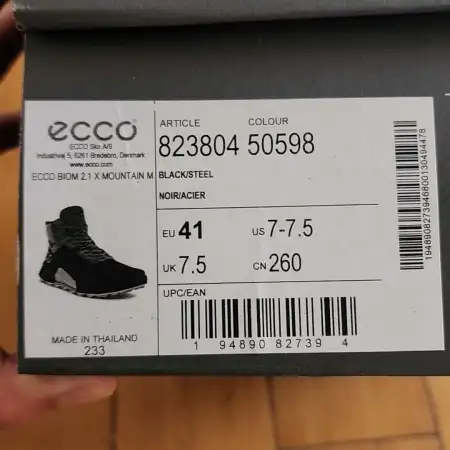 ecco
ECCO Sko A/S
Industrivej 5, 6261 Bredebro, Denmark
www.ecco.com
ECCO BIOM 2.1 X MOUNTAIN M
MADE IN THAILAND
233
ARTICLE COLOUR
823804 50598
BLACK/STEEL
NOIR/ACIER
EU 41 US 7-7.5
UK 7.5 CN 260
UPC/EAN
1 94890 82739 4
1948908273946800130494478